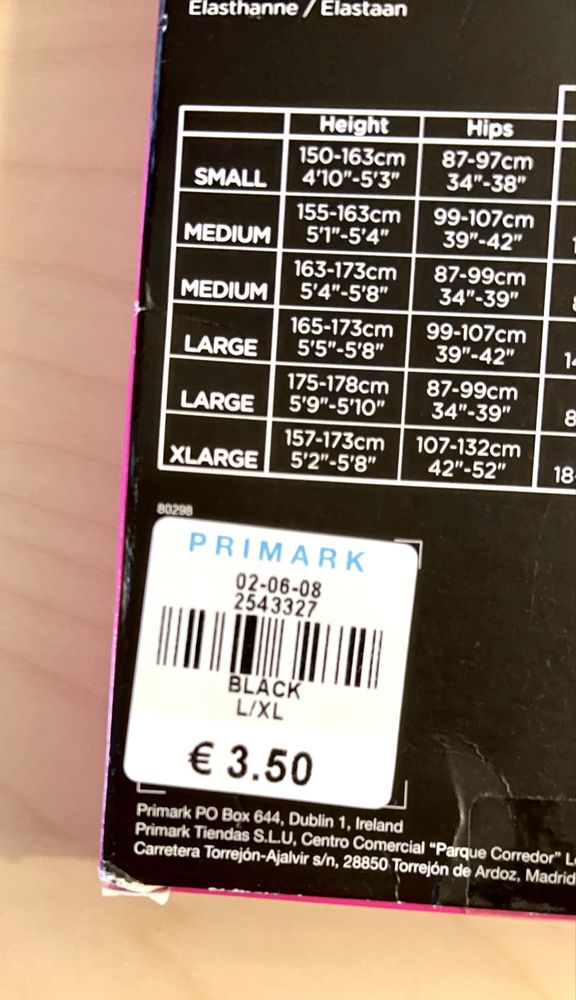 Elasthanne / Elastaan
Height Hips
SMALL 150-163cm 87-97cm
4'10"-5'3" 34"-38"
MEDIUM 155-163cm 99-107cm
5'1"-5'4" 39"-42"
MEDIUM 163-173cm 87-99cm
5'4"-5'8" 34"-39"
LARGE 165-173cm 99-107cm
5'5"-5'8" 39"-42"
LARGE 175-178cm 87-99cm
5'9"-5'10" 34"-39"
XLARGE 157-173cm 107-132cm
5'2"-5'8" 42"-52"
80298
PRIMARK
02-06-08
2543327
BLACK
L/XL
€ 3.50
Primark PO Box 644, Dublin 1, Ireland
Primark Tiendas S.L.U, Centro Comercial "Parque Corredor"
Carretera Torrejón-Ajalvir s/n, 28850 Torrejón de Ardoz, Madrid